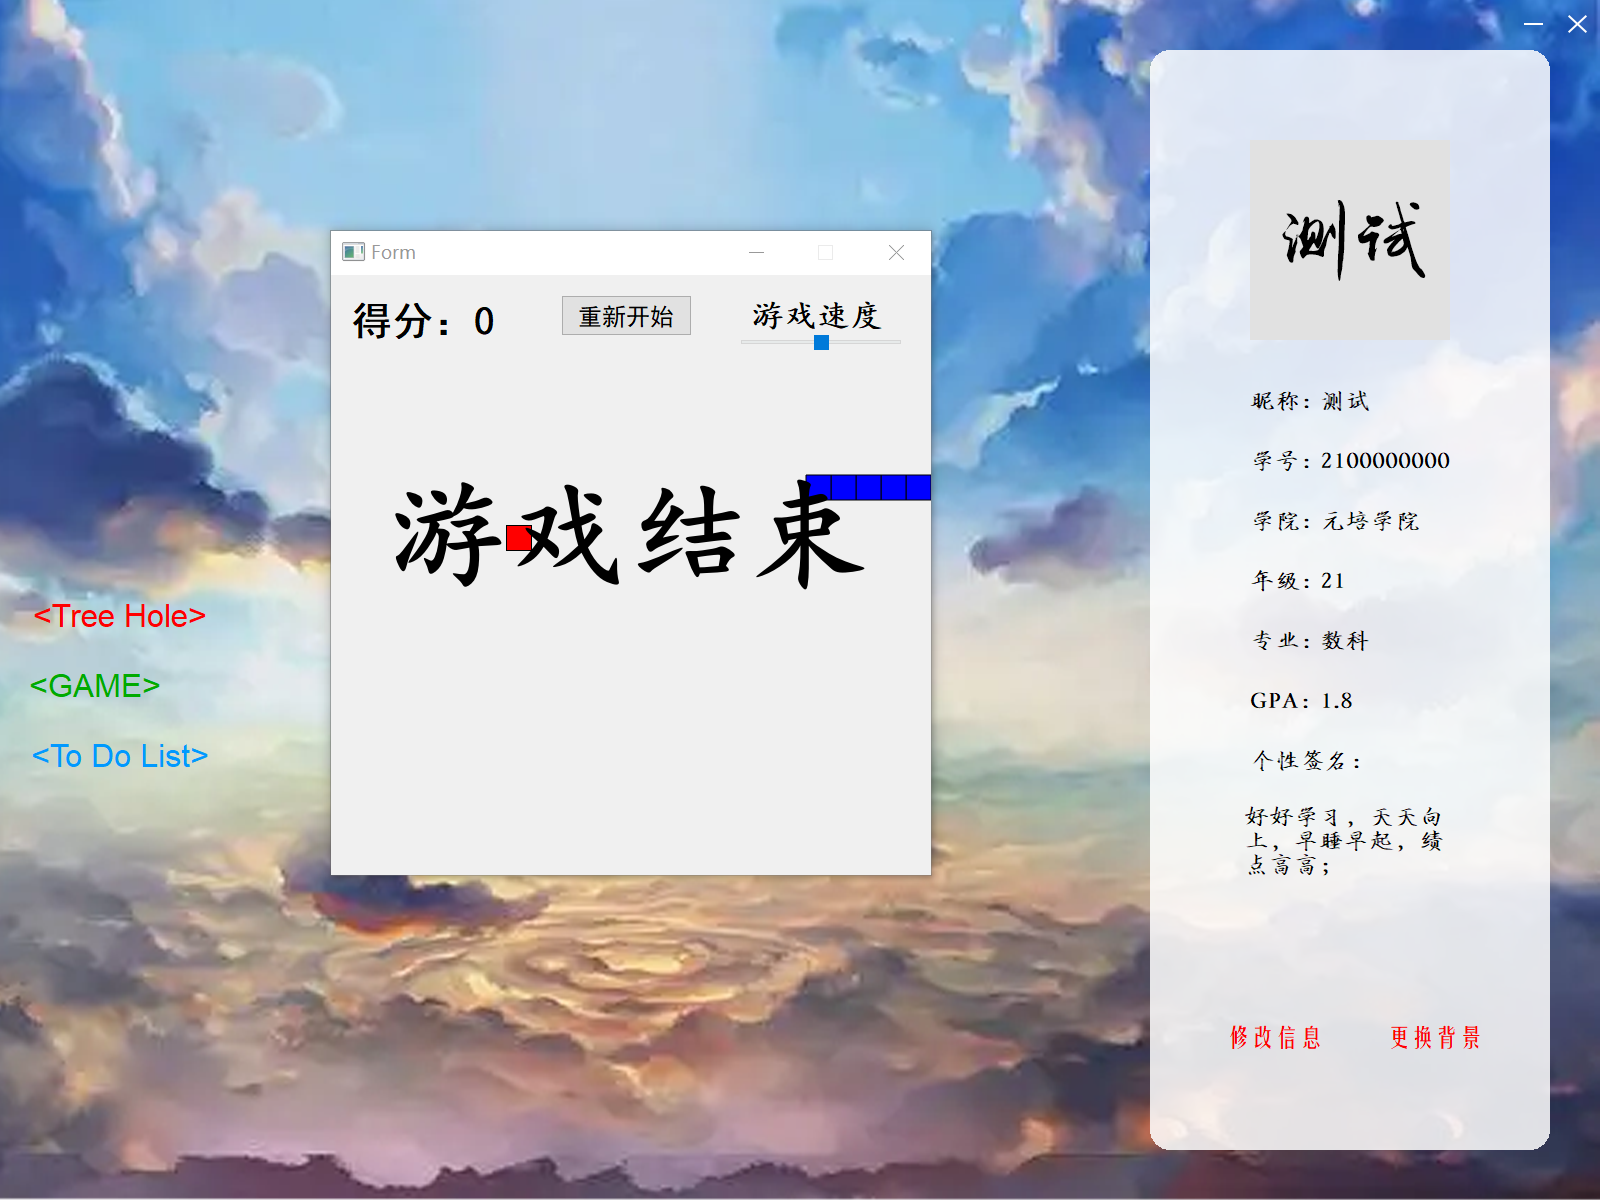 Form
得分：0
重新开始
游戏速度
游戏结束
<Tree Hole>
<GAME>
<To Do List>
测试
昵称：测试
学号：2100000000
学院：元培学院
年级：21
专业：数科
GPA：1.8
个性签名：
好好学习，天天向
上，早睡早起，绩
点高高；
修改信息
更换背景